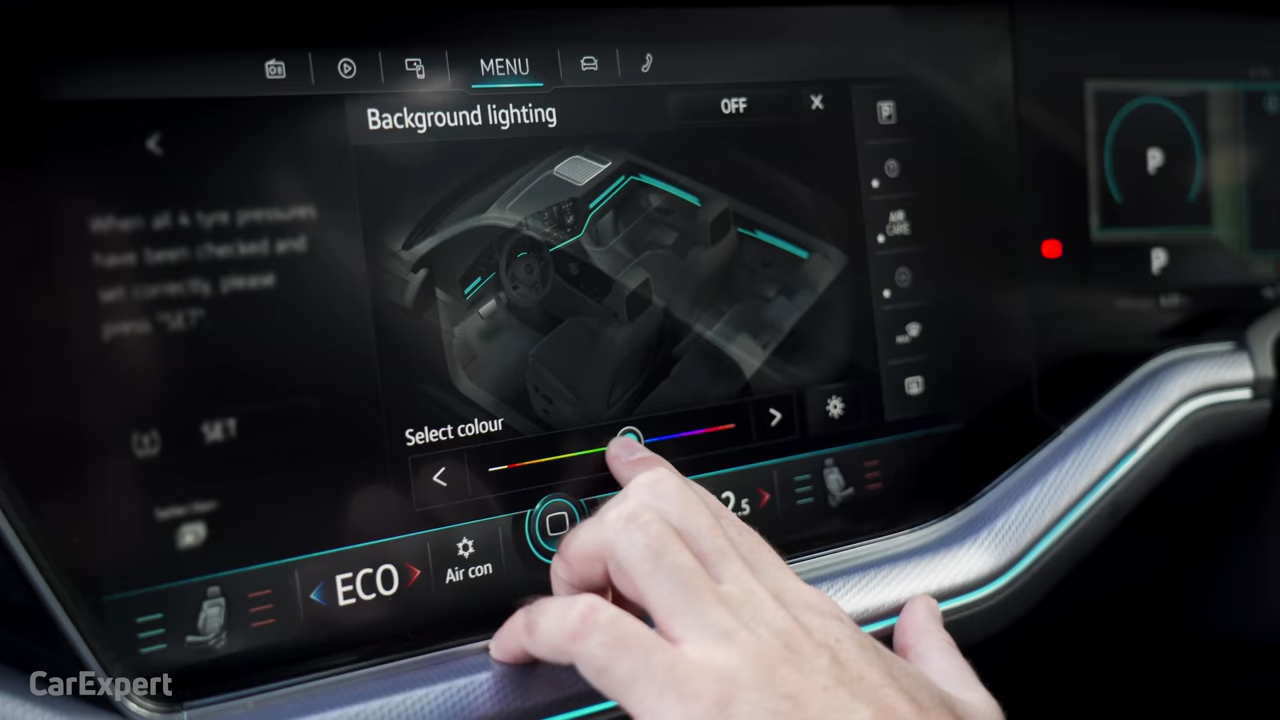 MENU
Background lighting
OFF
When all 4 tyre pressures
have been checked and
set correctly, please
press "SET".
SET
AIR
CARE
P
P
Select colour
2.5
ECO
Air con
CarExpert